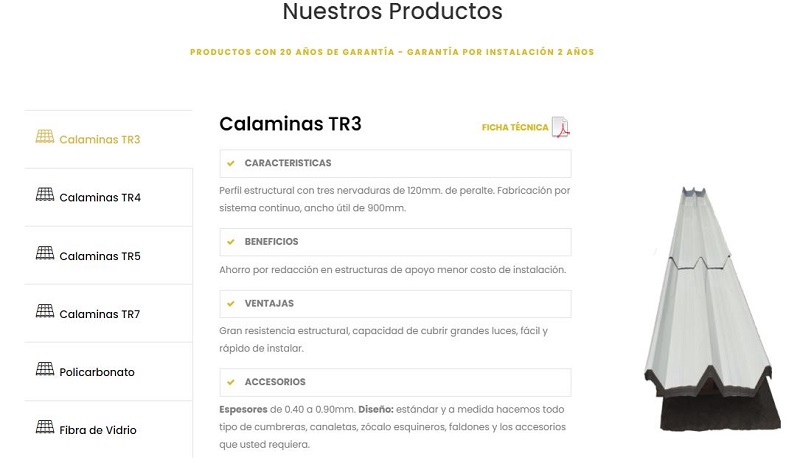 Nuestros Productos
PRODUCTOS CON 20 AÑOS DE GARANTÍA - GARANTÍA POR INSTALACIÓN 2 AÑOS
Calaminas TR3
Calaminas TR4
Calaminas TR5
Calaminas TR7
Policarbonato
Fibra de Vidrio
Calaminas TR3
FICHA TÉCNICA
CARACTERISTICAS
Perfil estructural con tres nervaduras de 120mm. de peralte. Fabricación por
sistema continuo, ancho útil de 900mm.
BENEFICIOS
Ahorro por redacción en estructuras de apoyo menor costo de instalación.
VENTAJAS
Gran resistencia estructural, capacidad de cubrir grandes luces, fácil y
rápido de instalar.
ACCESORIOS
Espesores de 0.40 a 0.90mm. Diseño: estándar y a medida hacemos todo
tipo de cumbreras, canaletas, zócalo esquineros, faldones y los accesorios
que usted requiera.